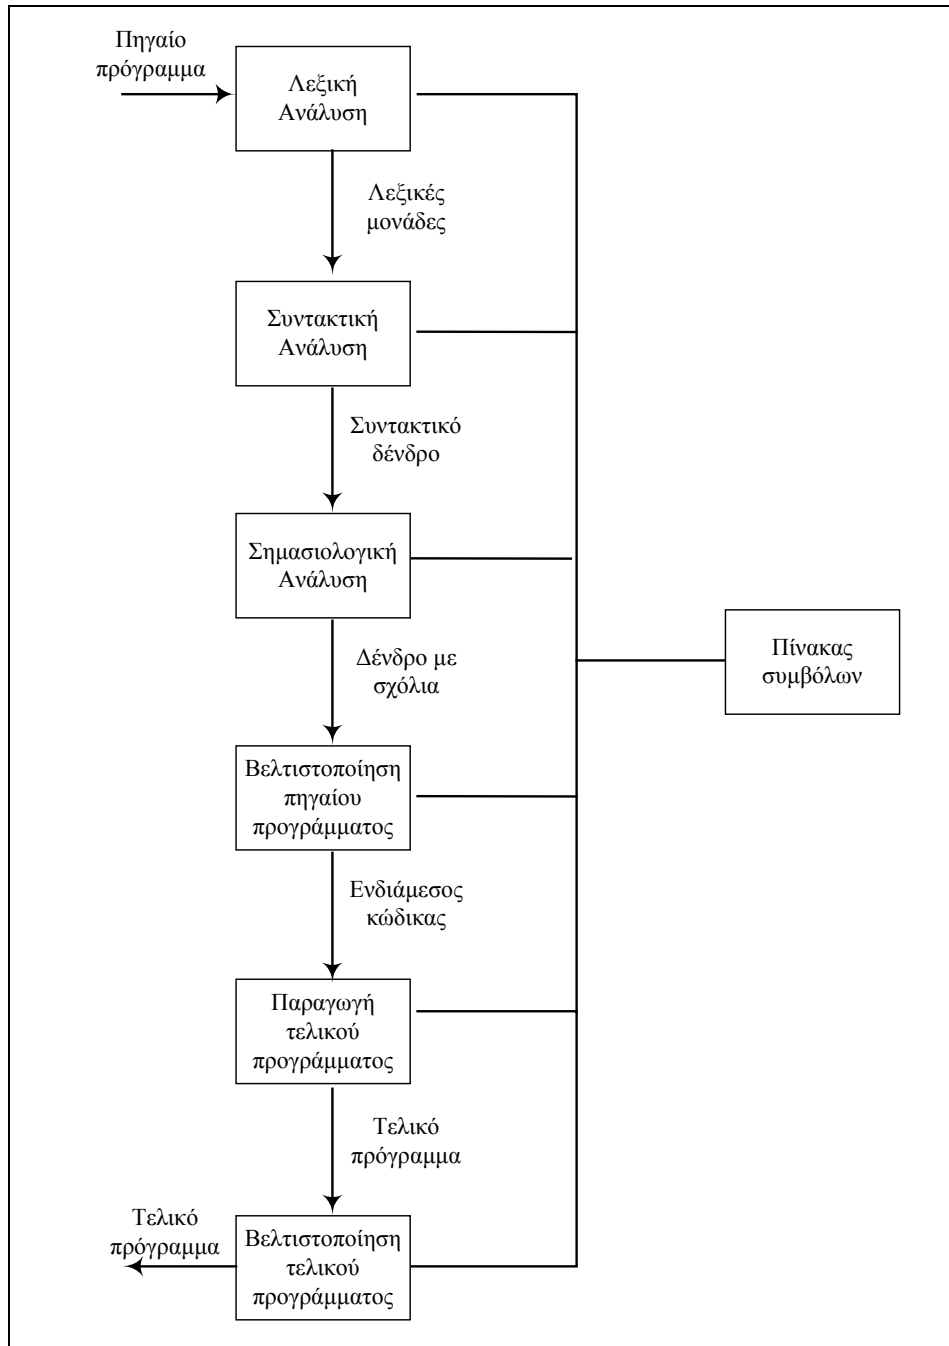 Πηγαίο
πρόγραμμα
Λεξική
Ανάλυση
Λεξικές
μονάδες
Συντακτική
Ανάλυση
Συντακτικό
δένδρο
Σημασιολογική
Ανάλυση
Δένδρο με
σχόλια
Πίνακας
συμβόλων
Βελτιστοποίηση
πηγαίου
προγράμματος
Ενδιάμεσος
κώδικας
Παραγωγή
τελικού
προγράμματος
Τελικό
πρόγραμμα
Τελικό
πρόγραμμα
Βελτιστοποίηση
τελικού
προγράμματος